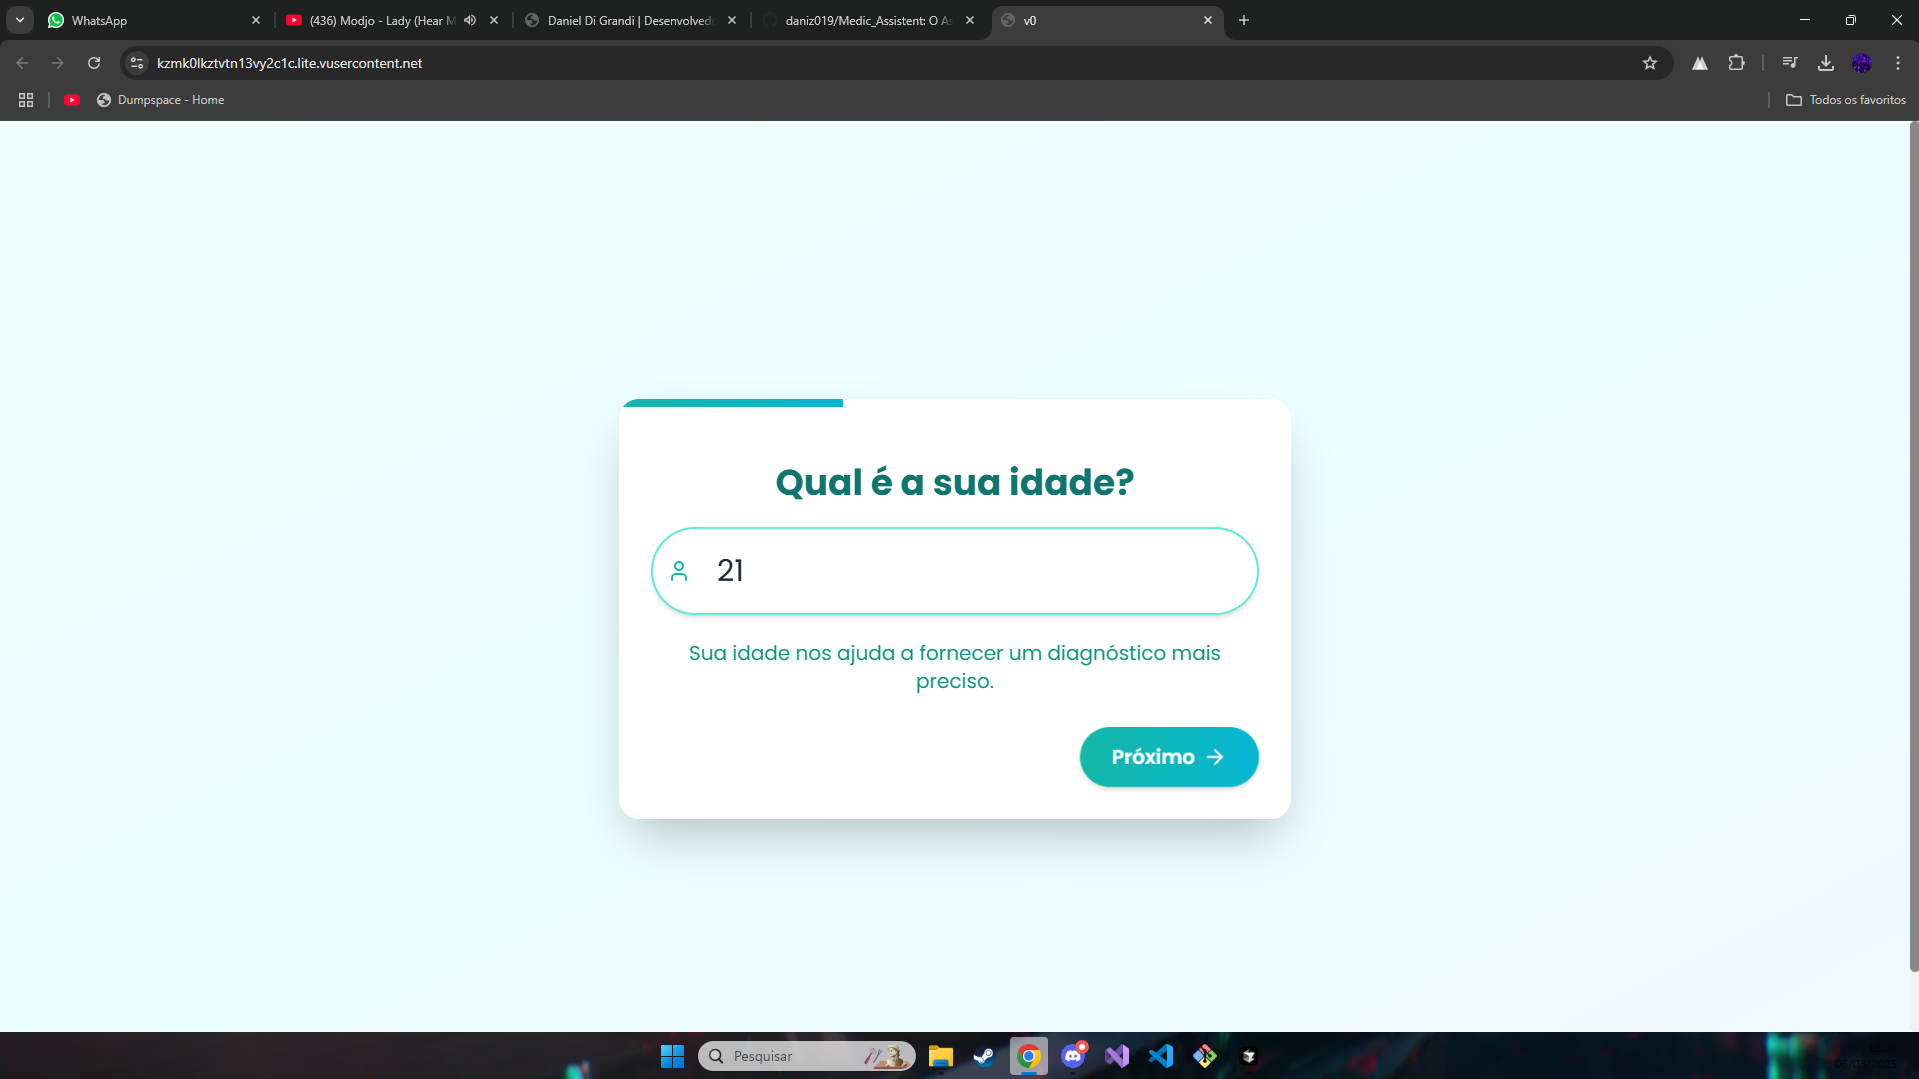 WhatsApp
(436) Modjo - Lady (Hear M
Daniel Di Grandi | Desenvolved
daniz019/Medic_Assistent: O A
v0
kzmk0lkztvtn13vy2c1c.lite.vusercontent.net
Dumpspace - Home
Todos os favoritos
Qual é a sua idade?
21
Sua idade nos ajuda a fornecer um diagnóstico mais
preciso.
Próximo
Pesquisar